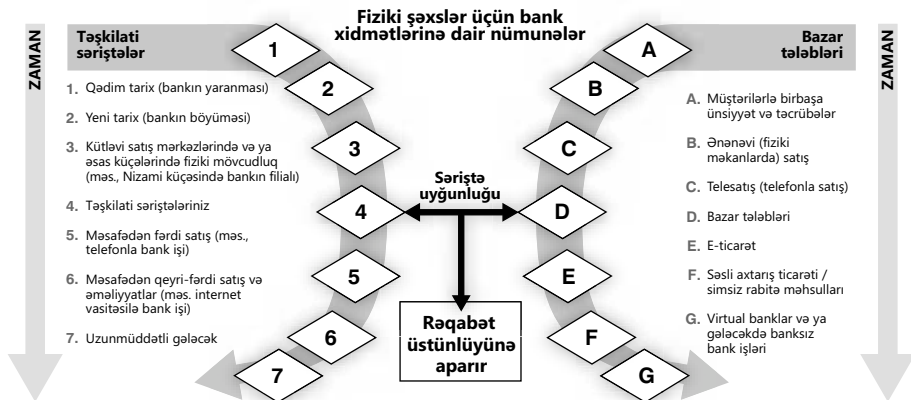 Fiziki şəxslər üçün bank
xidmətlərinə dair nümunələr
ZAMAN
Təşkilati
səriştələr
1. Qədim tarix (bankın yaranması)
2. Yeni tarix (bankın böyüməsi)
3. Kütləvi satış mərkəzlərində və ya
əsas küçələrində fiziki mövcudluq
(məs., Nizami küçəsində bankın filialı)
4. Təşkilati səriştələriniz
5. Məsafədən fərdi satış (məs.,
telefonla bank işi)
6. Məsafədən qeyri-fərdi satış və
əməliyyatlar (məs. internet
vasitəsilə bank işi)
7. Uzunmüddətli gələcək
1
2
3
4
5
6
7
Səriştə
uyğunluğu
Rəqabət
üstünlüyünə
aparır
A
B
C
D
E
F
G
Bazar
tələbləri
A. Müştərilərlə birbaşa
ünsiyyət və təcrübələr
B. Ənənəvi (fiziki
məkanlarda) satış
C. Telesatış (telefonla satış)
D. Bazar tələbləri
E. E-ticarət
F. Səsli axtarış ticarəti /
simsiz rabitə məhsulları
G. Virtual banklar və ya
gələcəkdə banksız
bank işləri
ZAMAN